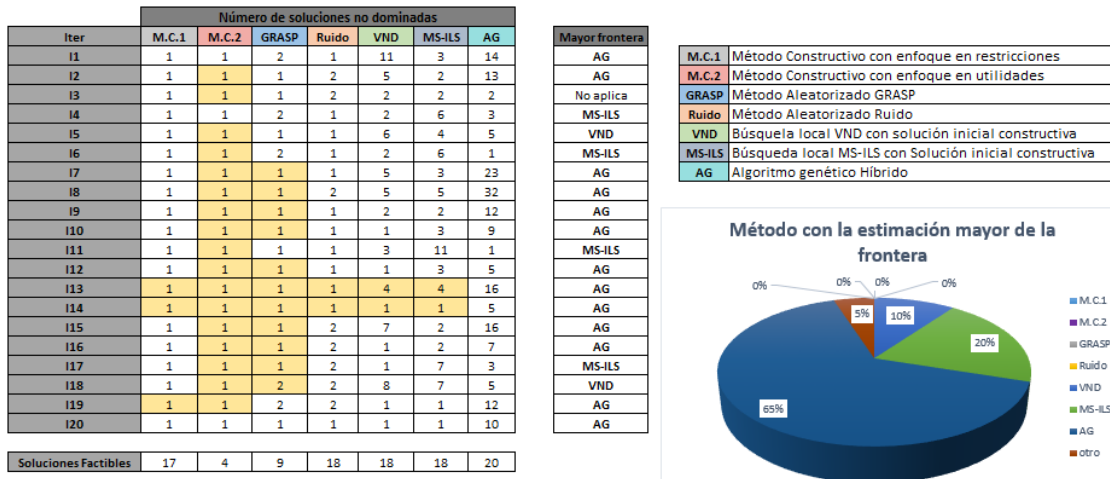 Número de soluciones no dominadas
Iter M.C.1 M.C.2 GRASP Ruido VND MS-ILS AG Mayor frontera
I1 1 1 2 1 11 3 14 AG
I2 1 1 1 2 5 2 13 AG
I3 1 1 1 2 2 2 2 No aplica
I4 1 1 2 1 2 6 3 MS-ILS
I5 1 1 1 1 6 4 5 VND
I6 1 1 2 1 2 6 1 MS-ILS
I7 1 1 1 1 5 3 23 AG
I8 1 1 1 2 5 5 32 AG
I9 1 1 1 1 2 2 12 AG
I10 1 1 1 1 1 3 9 AG
I11 1 1 1 1 3 11 1 MS-ILS
I12 1 1 1 1 1 3 5 AG
I13 1 1 1 1 4 4 16 AG
I14 1 1 1 1 1 1 5 AG
I15 1 1 1 2 7 2 16 AG
I16 1 1 1 2 1 2 7 AG
I17 1 1 1 2 1 7 3 MS-ILS
I18 1 1 2 2 8 7 5 VND
I19 1 1 2 2 1 1 12 AG
I20 1 1 1 1 1 1 10 AG
Soluciones Factibles 17 4 9 18 18 18 20
M.C.1 Método Constructivo con enfoque en restricciones
M.C.2 Método Constructivo con enfoque en utilidades
GRASP Método Aleatorizado GRASP
Ruido Método Aleatorizado Ruido
VND Búsquela local VND con solución inicial constructiva
MS-ILS Búsqueda local MS-ILS con Solución inicial constructiva
AG Algoritmo genético Híbrido
Método con la estimación mayor de la
frontera
0% 0% 0% 0%
5% 10%
20%
65%
M.C.1
M.C.2
GRASP
Ruido
VND
MS-ILS
AG
otro